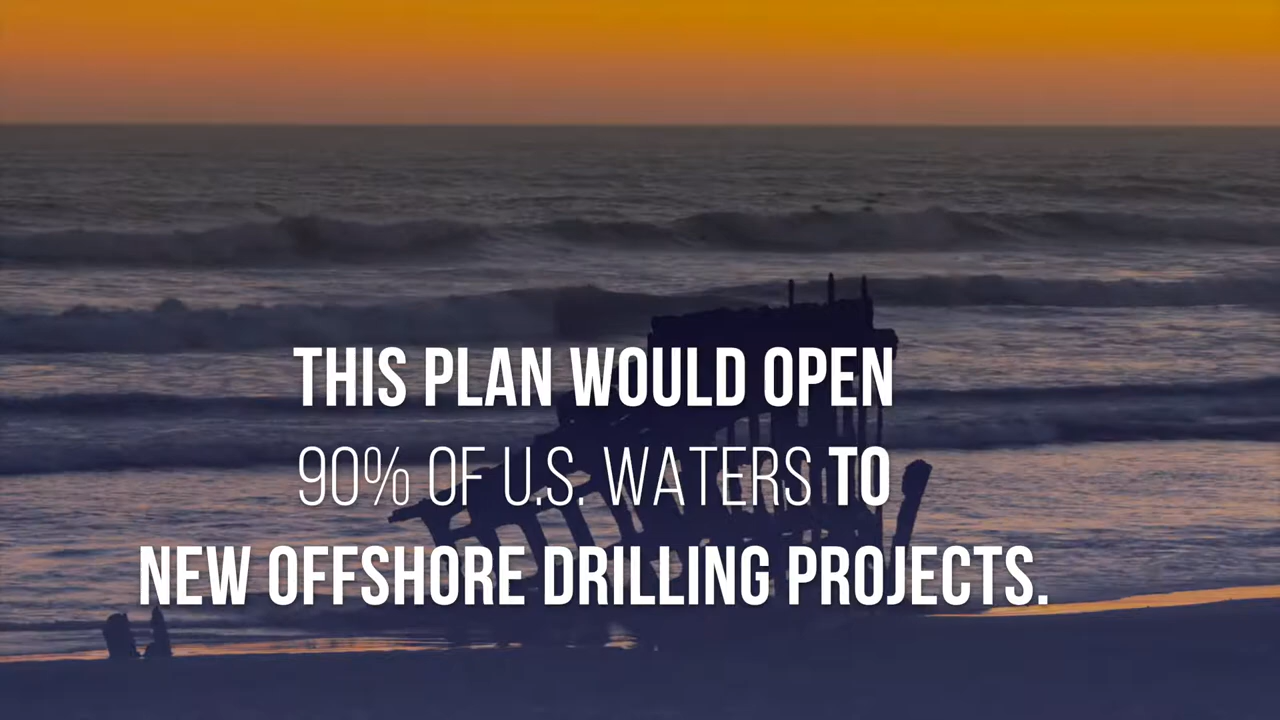 THIS PLAN WOULD OPEN
90% OF U.S. WATERS TO
NEW OFFSHORE DRILLING PROJECTS.